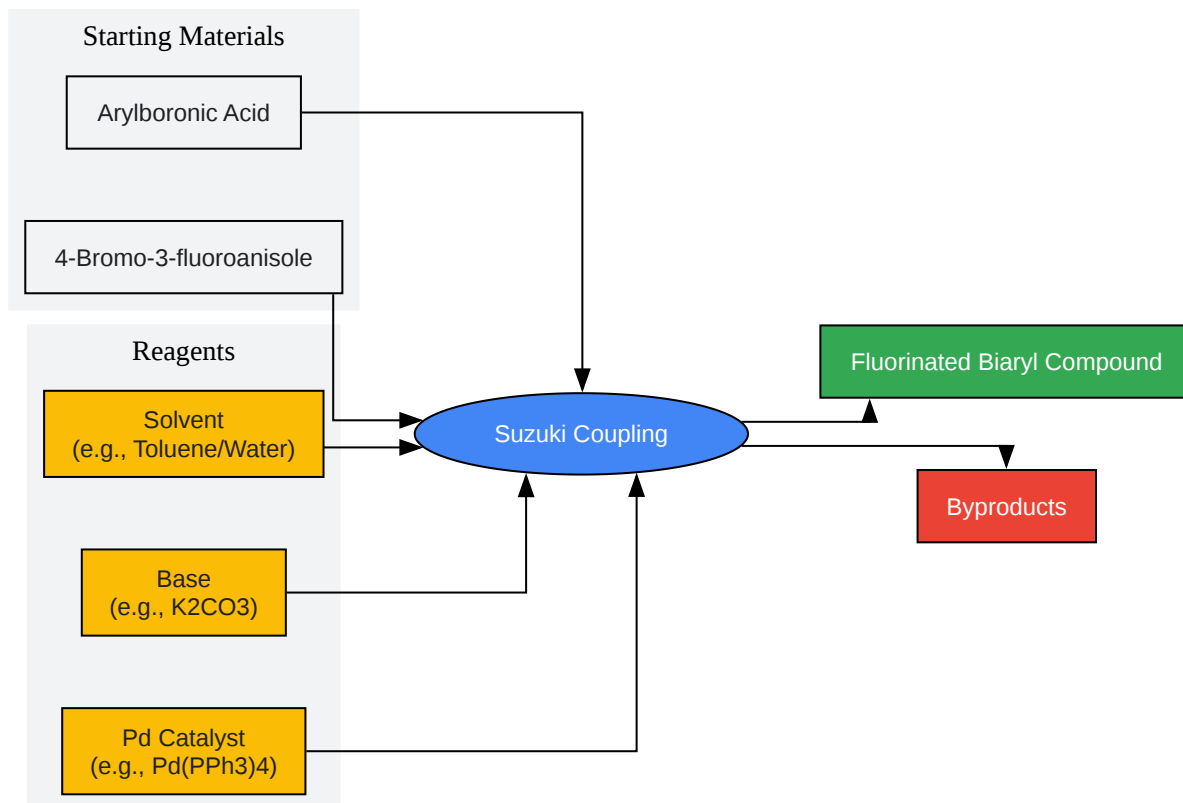 Starting Materials
Arylboronic Acid
4-Bromo-3-fluoroanisole
Reagents
Solvent
(e.g., Toluene/Water)
Base
(e.g., K2CO3)
Pd Catalyst
(e.g., Pd(PPh3)4)
Suzuki Coupling
Fluorinated Biaryl Compound
Byproducts